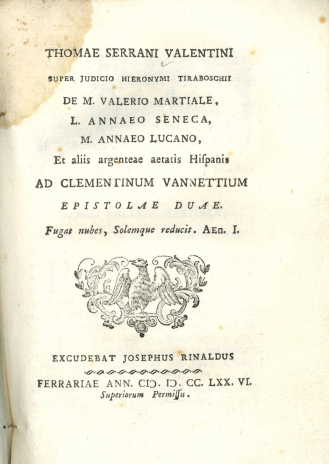 THOMAE SERRANI VALENTINI
SUPER JUDICIO HIERONYMI TIRABOSCHII
DE M. VALERIO MARTIALE,
L. ANNAEO SENECA,
M. ANNAEO LUCANO,
Et aliis argenteae aetatis Hiſpanis
AD CLEMENTINUM VANNETTIUM
EPISTOLAE DUAE.
Fugat nubes, Solemque reducit. AEn. I.
EXCUDEBAT JOSEPHUS RINALDUS
FERRARIAE ANN. CIↃ. IↃ. CC. LXX. VI.
Superiorum Permiſſu.